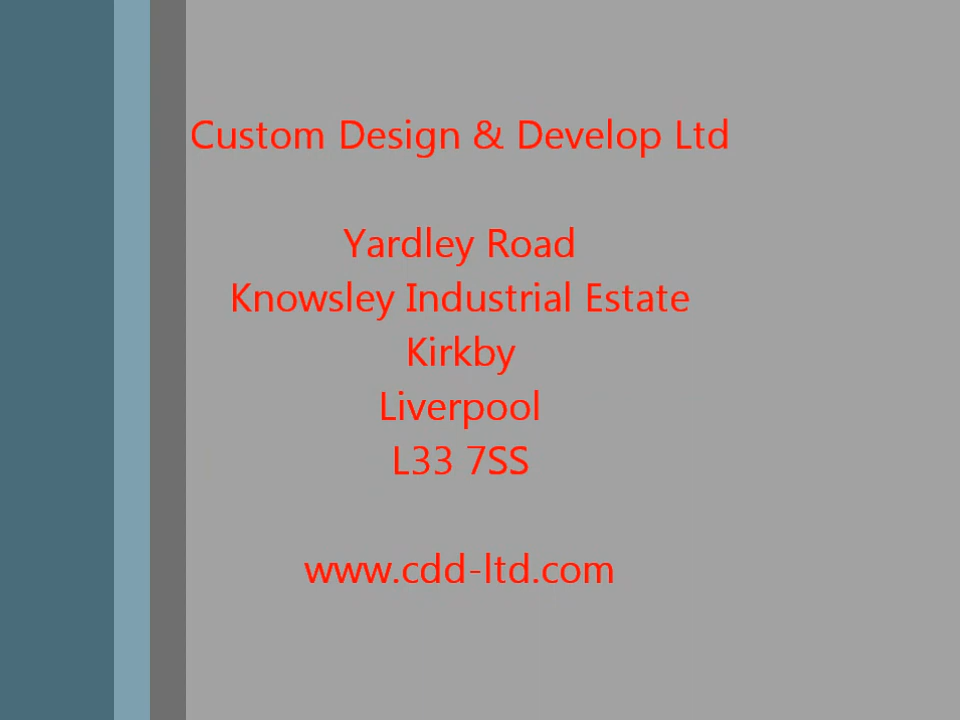 Custom Design & Develop Ltd
Yardley Road
Knowsley Industrial Estate
Kirkby
Liverpool
L33 7SS
www.cdd-ltd.com